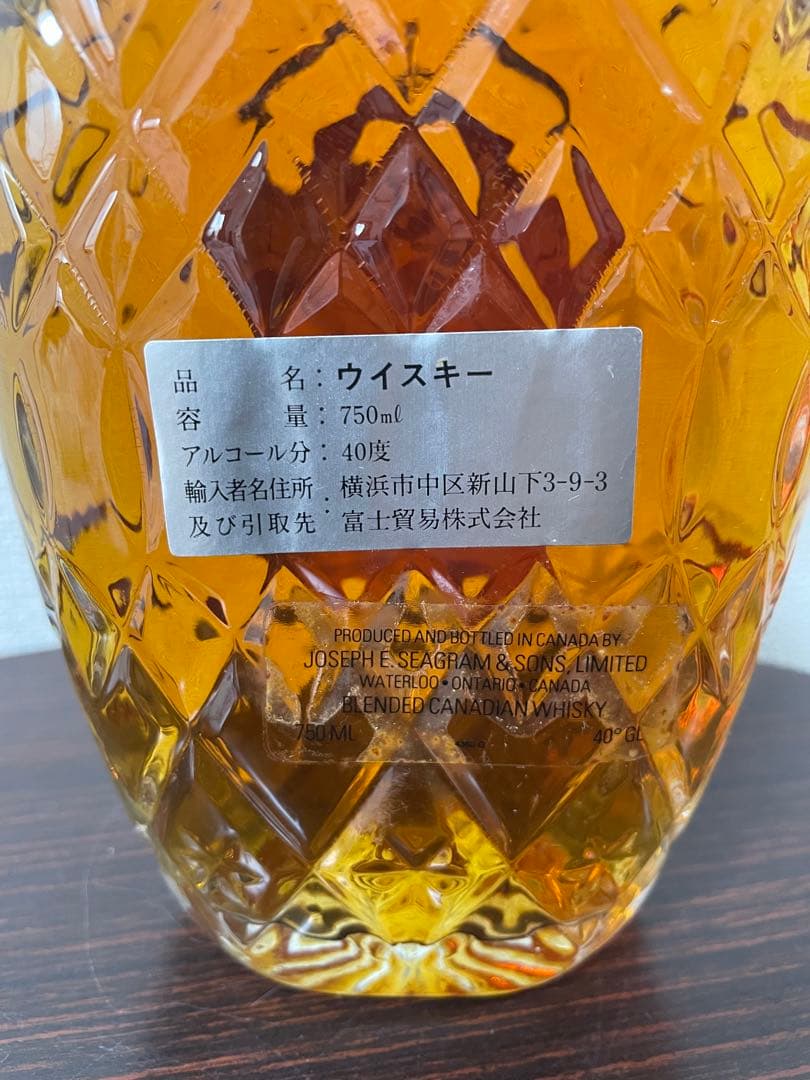 品名：ウイスキー
容量：750ml
アルコール分：40度
輸入者名住所 : 横浜市中区新山下3-9-3
及び引取先 富士貿易株式会社
PRODUCED AND BOTTLED IN CANADA BY
JOSEPH E. SEAGRAM & SONS, LIMITED
WATERLOO • ONTARIO • CANADA
BLENDED CANADIAN WHISKY
750 ML 40° GL